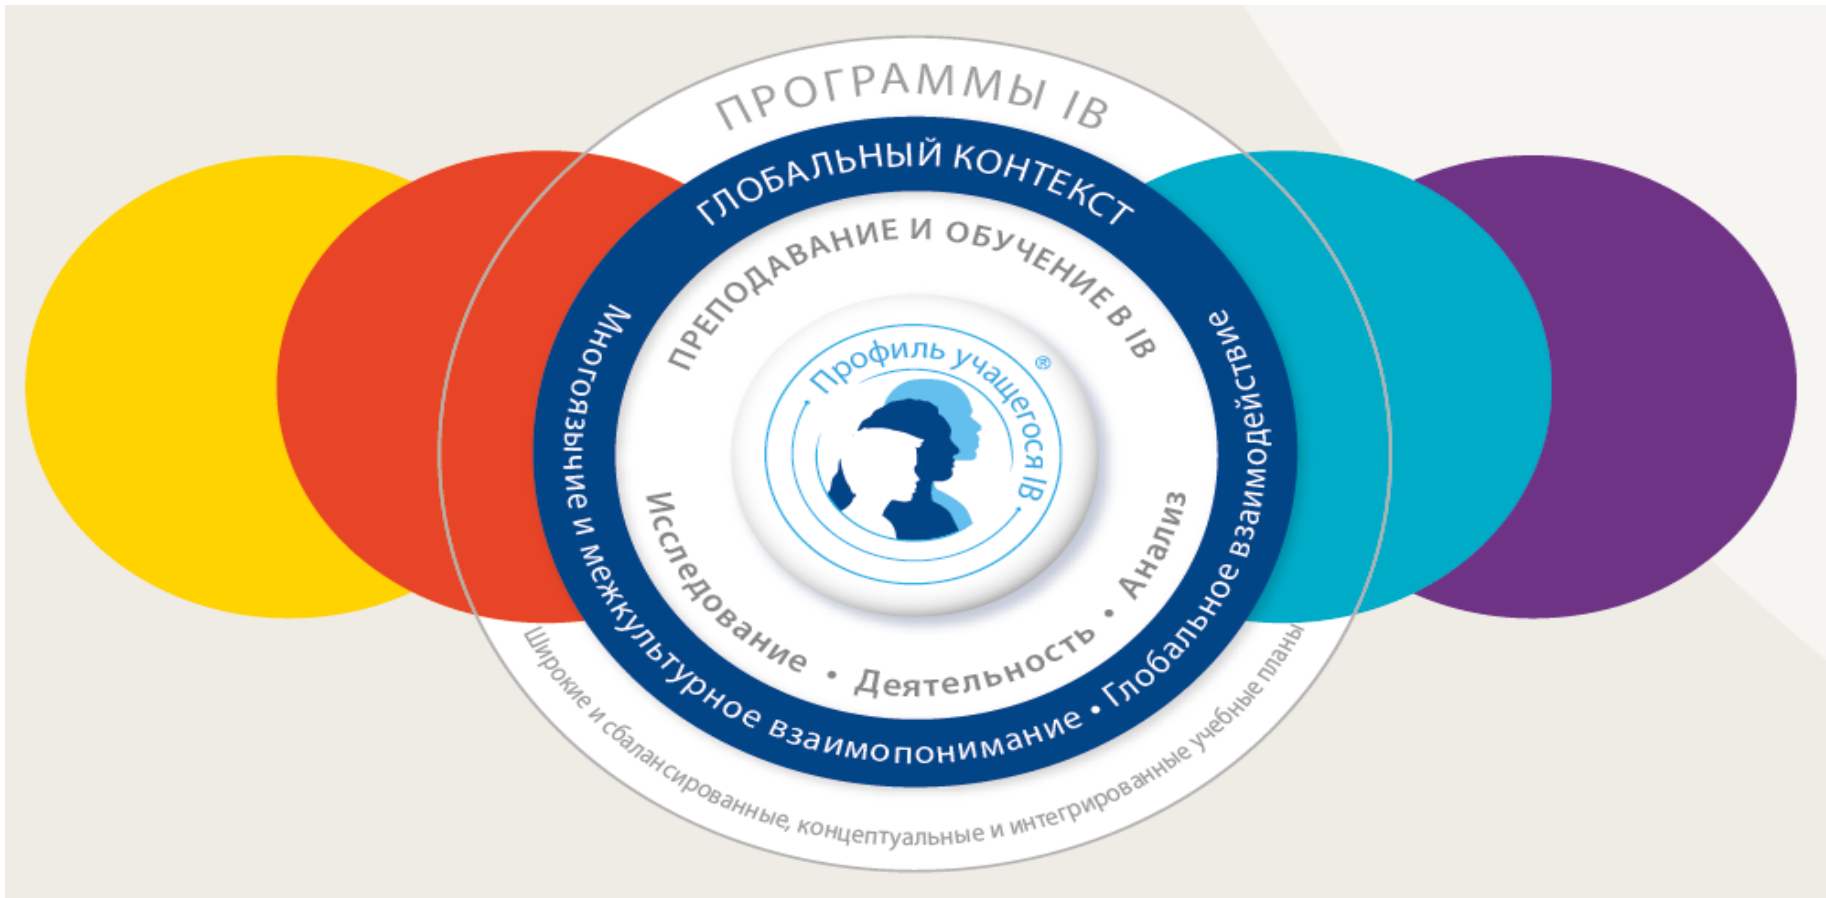 ПРОГРАММЫ IB
ГЛОБАЛЬНЫЙ КОНТЕКСТ
ПРЕПОДАВАНИЕ И ОБУЧЕНИЕ В IB
Профиль учащегося IB ®
Исследование • Деятельность • Анализ
Многоязычие и межкультурное взаимопонимание • Глобальное взаимодействие
Широкие и сбалансированные, концептуальные и интегрированные учебные планы